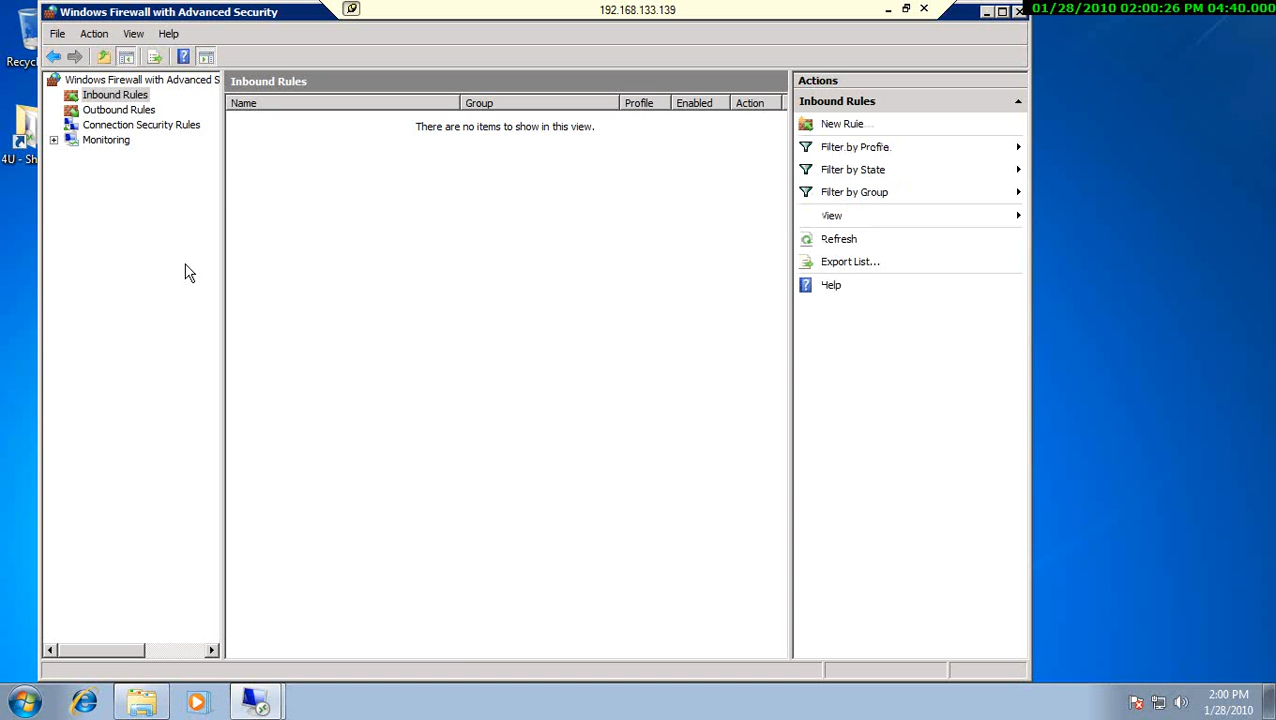 Windows Firewall with Advanced Security
192.168.133.139
01/28/2010 02:00:26 PM 04:40.000
File Action View Help
Recyc
4U - Sh
Windows Firewall with Advanced S
Inbound Rules
Outbound Rules
Connection Security Rules
Monitoring
Inbound Rules
Name Group Profile Enabled Action
There are no items to show in this view.
Actions
Inbound Rules
New Rule...
Filter by Profile
Filter by State
Filter by Group
View
Refresh
Export List...
Help
2:00 PM
1/28/2010